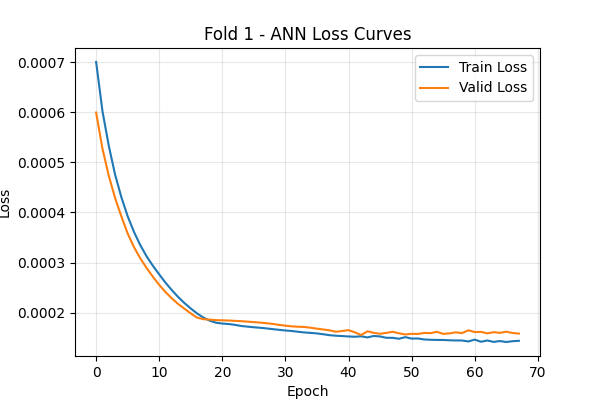 Fold 1 - ANN Loss Curves
Train Loss
Valid Loss
Loss
0.0007
0.0006
0.0005
0.0004
0.0003
0.0002
0 10 20 30 40 50 60 70
Epoch